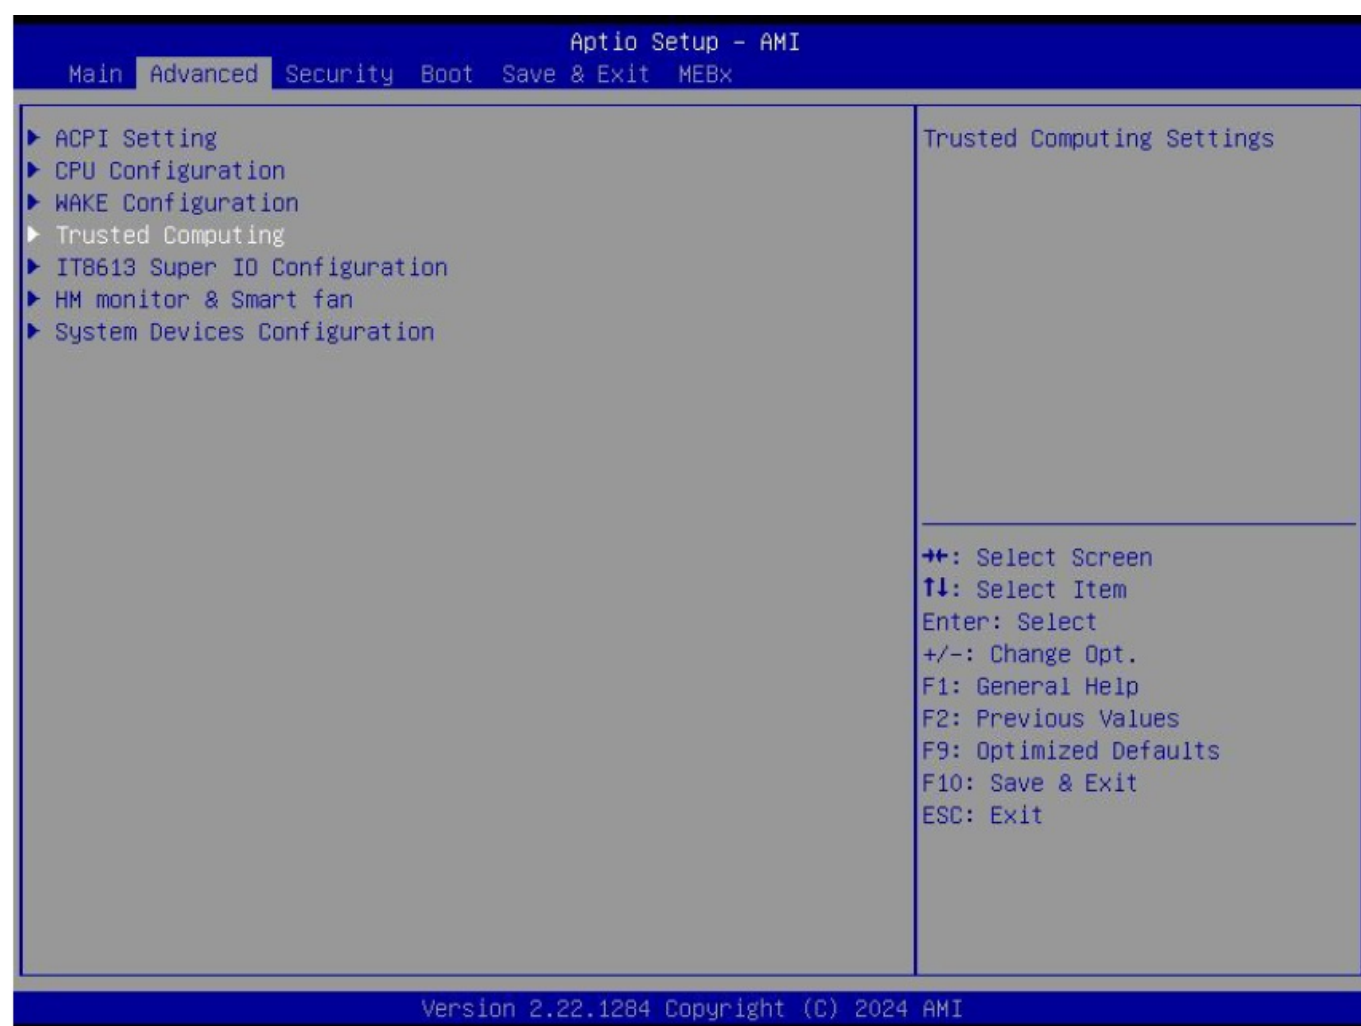 Aptio Setup – AMI
Main Advanced Security Boot Save & Exit MEBx
ACPI Setting
CPU Configuration
WAKE Configuration
Trusted Computing
IT8613 Super IO Configuration
HM monitor & Smart fan
System Devices Configuration
Trusted Computing Settings
→←: Select Screen
↑↓: Select Item
Enter: Select
+/-: Change Opt.
F1: General Help
F2: Previous Values
F9: Optimized Defaults
F10: Save & Exit
ESC: Exit
Version 2.22.1284 Copyright (C) 2024 AMI